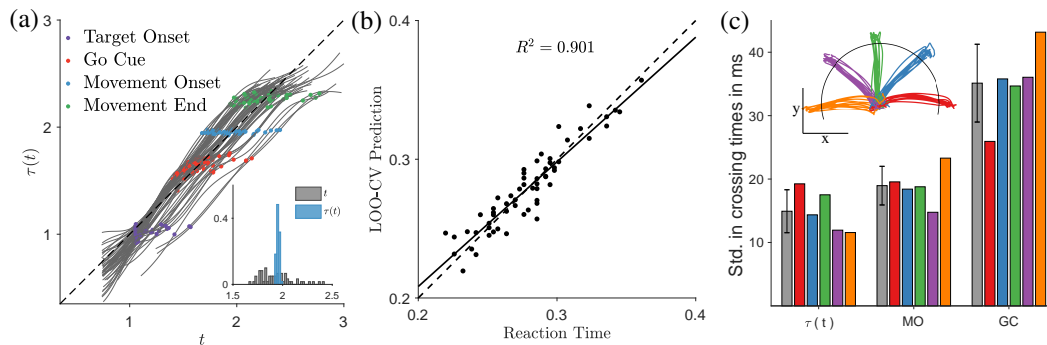 (a)
3
2
1
τ(t)
Target Onset
Go Cue
Movement Onset
Movement End
t
τ(t)
0.4
0
1.5 2 2.5
1 2 3
t
(b)
0.4
0.3
0.2
LOO-CV Prediction
R² = 0.901
0.2 0.3 0.4
Reaction Time
(c)
40
30
20
10
Std. in crossing times in ms
y
x
τ ( t ) MO GC